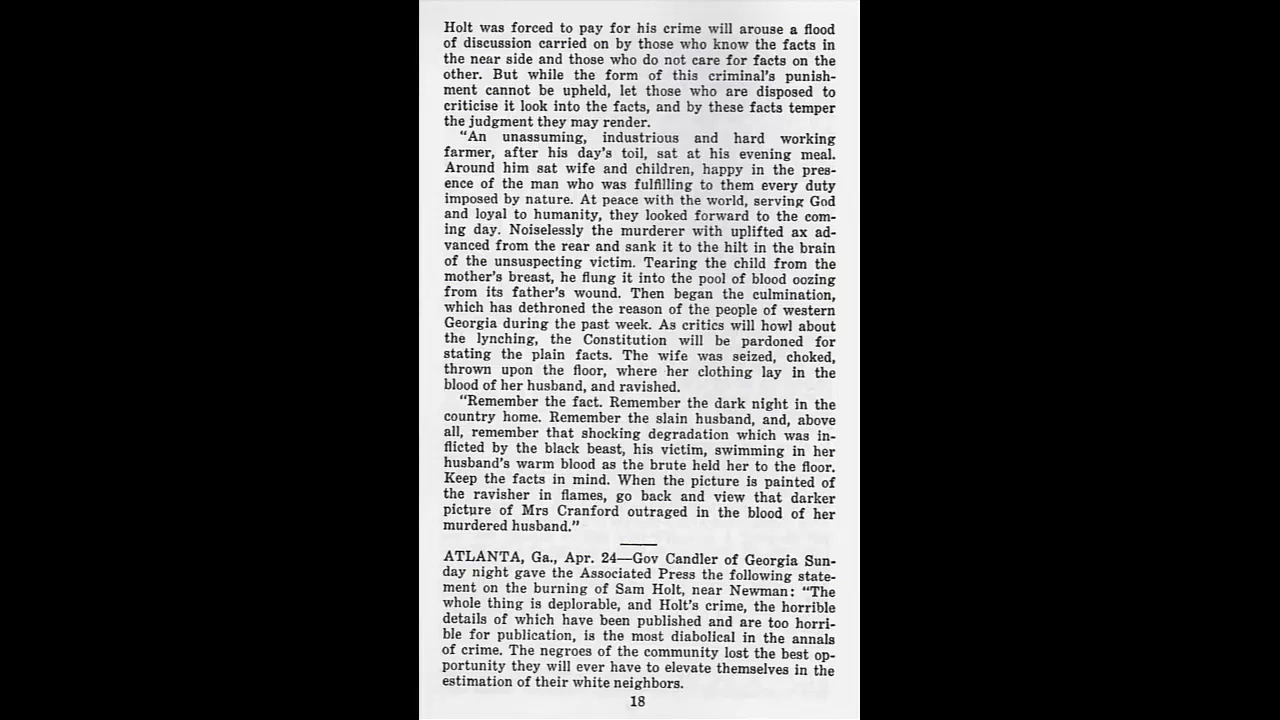 Holt was forced to pay for his crime will arouse a flood
of discussion carried on by those who know the facts in
the near side and those who do not care for facts on the
other. But while the form of this criminal's punish-
ment cannot be upheld, let those who are disposed to
criticise it look into the facts, and by these facts temper
the judgment they may render.
"An unassuming, industrious and hard working
farmer, after his day's toil, sat at his evening meal.
Around him sat wife and children, happy in the pres-
ence of the man who was fulfilling to them every duty
imposed by nature. At peace with the world, serving God
and loyal to humanity, they looked forward to the com-
ing day. Noiselessly the murderer with uplifted ax ad-
vanced from the rear and sank it to the hilt in the brain
of the unsuspecting victim. Tearing the child from the
mother's breast, he flung it into the pool of blood oozing
from its father's wound. Then began the culmination,
which has dethroned the reason of the people of western
Georgia during the past week. As critics will howl about
the lynching, the Constitution will be pardoned for
stating the plain facts. The wife was seized, choked,
thrown upon the floor, where her clothing lay in the
blood of her husband, and ravished.
"Remember the fact. Remember the dark night in the
country home. Remember the slain husband, and, above
all, remember that shocking degradation which was in-
flicted by the black beast, his victim, swimming in her
husband's warm blood as the brute held her to the floor.
Keep the facts in mind. When the picture is painted of
the ravisher in flames, go back and view that darker
picture of Mrs Cranford outraged in the blood of her
murdered husband."
ATLANTA, Ga., Apr. 24—Gov Candler of Georgia Sun-
day night gave the Associated Press the following state-
ment on the burning of Sam Holt, near Newman: "The
whole thing is deplorable, and Holt's crime, the horrible
details of which have been published and are too horri-
ble for publication, is the most diabolical in the annals
of crime. The negroes of the community lost the best op-
portunity they will ever have to elevate themselves in the
estimation of their white neighbors.
18